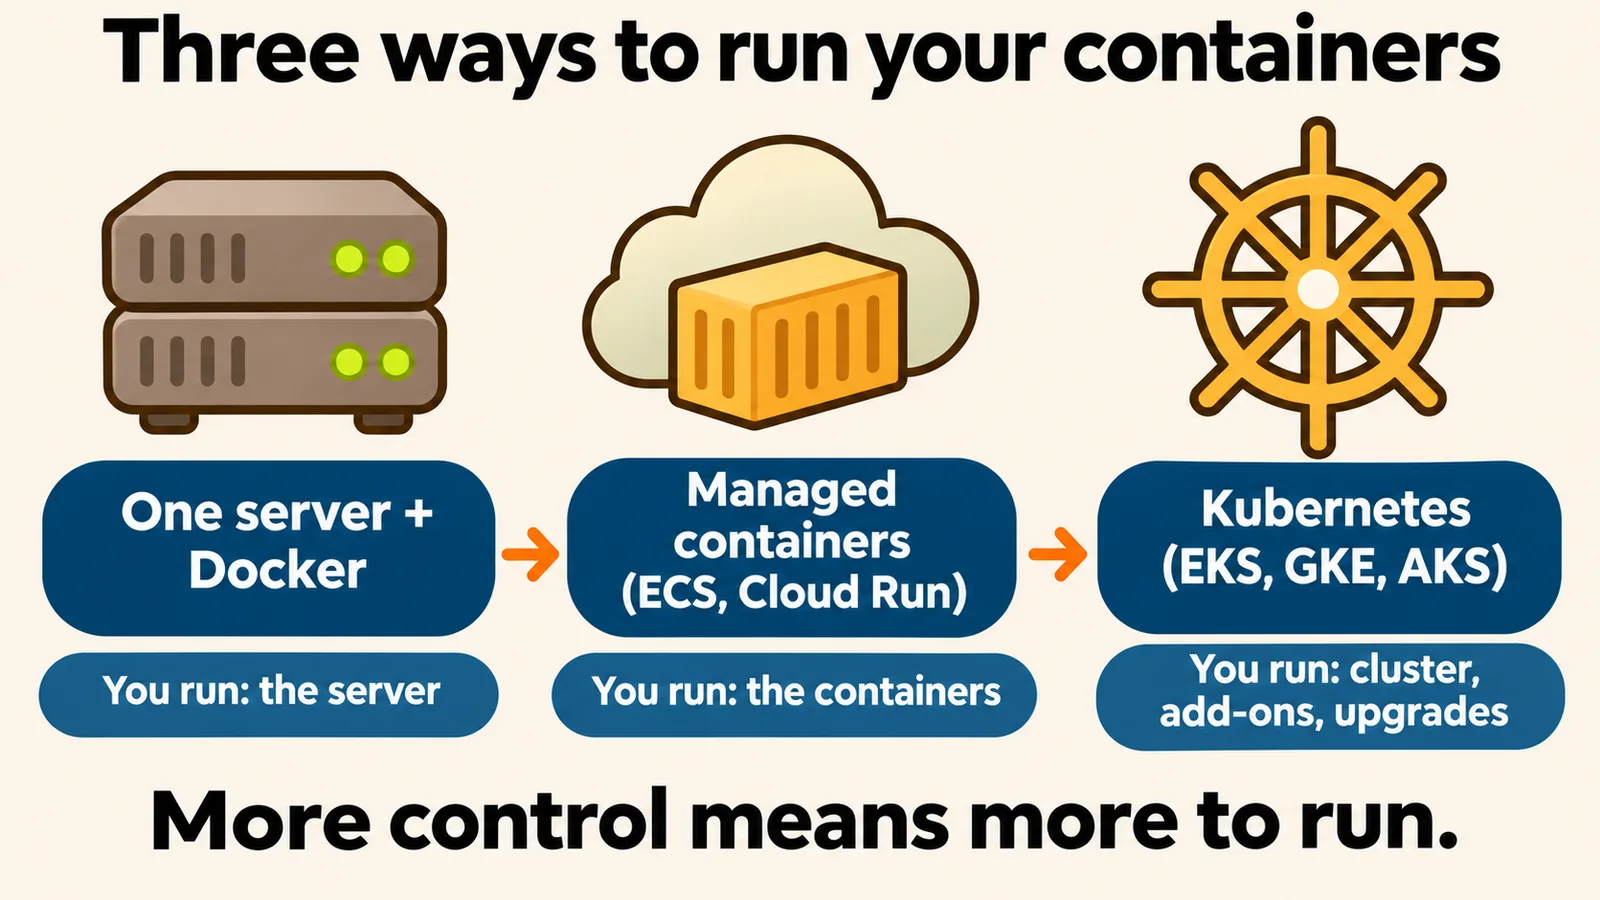 Three ways to run your containers
One server +
Docker
Managed
containers
(ECS, Cloud Run)
Kubernetes
(EKS, GKE, AKS)
You run: the server
You run: the containers
You run: cluster,
add-ons, upgrades
More control means more to run.